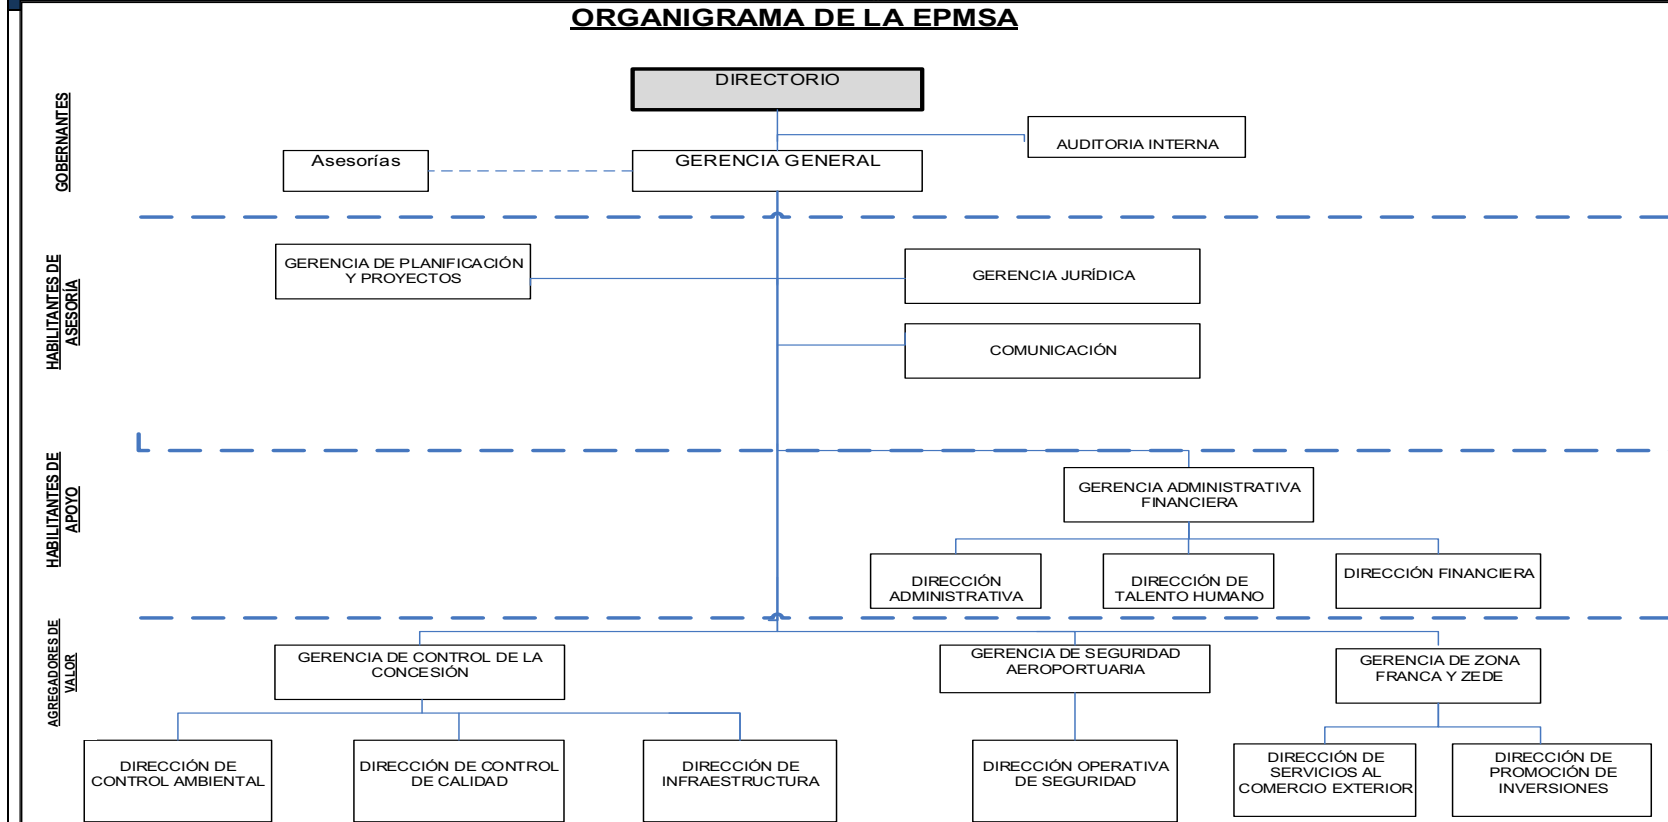 ORGANIGRAMA DE LA EPMSA
GOBERNANTES
DIRECTORIO
AUDITORIA INTERNA
Asesorías
GERENCIA GENERAL
HABILITANTES DE
ASESORÍA
GERENCIA DE PLANIFICACIÓN
Y PROYECTOS
GERENCIA JURÍDICA
COMUNICACIÓN
HABILITANTES DE
APOYO
GERENCIA ADMINISTRATIVA
FINANCIERA
DIRECCIÓN
ADMINISTRATIVA
DIRECCIÓN DE
TALENTO HUMANO
DIRECCIÓN FINANCIERA
AGREGADORES DE
VALOR
GERENCIA DE CONTROL DE LA
CONCESIÓN
GERENCIA DE SEGURIDAD
AEROPORTUARIA
GERENCIA DE ZONA
FRANCA Y ZEDE
DIRECCIÓN DE
CONTROL AMBIENTAL
DIRECCIÓN DE CONTROL
DE CALIDAD
DIRECCIÓN DE
INFRAESTRUCTURA
DIRECCIÓN OPERATIVA
DE SEGURIDAD
DIRECCIÓN DE
SERVICIOS AL
COMERCIO EXTERIOR
DIRECCIÓN DE
PROMOCIÓN DE
INVERSIONES